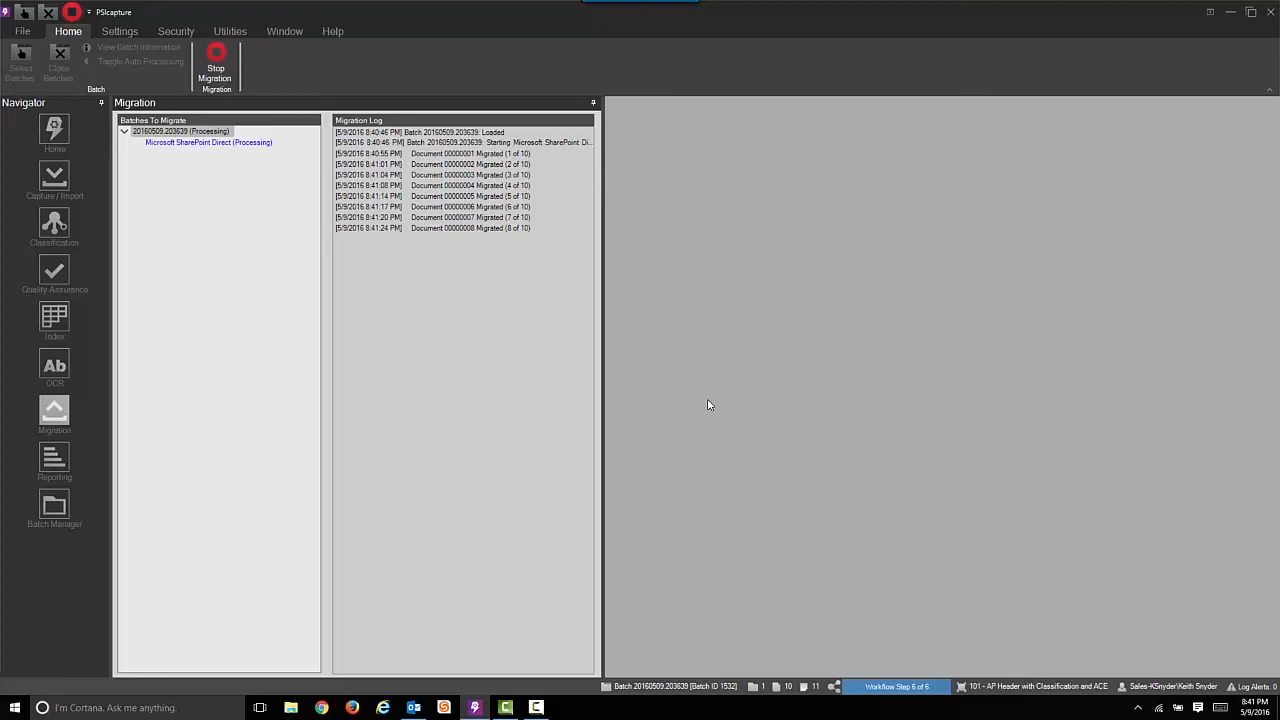 PSIcapture
File Home Settings Security Utilities Window Help
Select Batches
Close Batches
View Batch Information
Toggle Auto Processing
Batch
Stop Migration
Migration
Navigator
Home
Capture / Import
Classification
Quality Assurance
Index
Ab
OCR
Migration
Reporting
Batch Manager
Migration
Batches To Migrate
20160509.203639 (Processing)
Microsoft SharePoint Direct (Processing)
Migration Log
[5/9/2016 8:40:46 PM] Batch 20160509.203639: Loaded
[5/9/2016 8:40:46 PM] Batch 20160509.203639: Starting Microsoft SharePoint Di...
[5/9/2016 8:40:55 PM] Document 00000001 Migrated (1 of 10)
[5/9/2016 8:41:01 PM] Document 00000002 Migrated (2 of 10)
[5/9/2016 8:41:04 PM] Document 00000003 Migrated (3 of 10)
[5/9/2016 8:41:08 PM] Document 00000004 Migrated (4 of 10)
[5/9/2016 8:41:14 PM] Document 00000005 Migrated (5 of 10)
[5/9/2016 8:41:17 PM] Document 00000006 Migrated (6 of 10)
[5/9/2016 8:41:20 PM] Document 00000007 Migrated (7 of 10)
[5/9/2016 8:41:24 PM] Document 00000008 Migrated (8 of 10)
Batch 20160509.203639 [Batch ID 1532] 1 10 11 Workflow Step 6 of 6 101 - AP Header with Classification and ACE Sales-KSnyder\Keith Snyder Log Alerts: 0
I'm Cortana. Ask me anything.
8:41 PM
5/9/2016